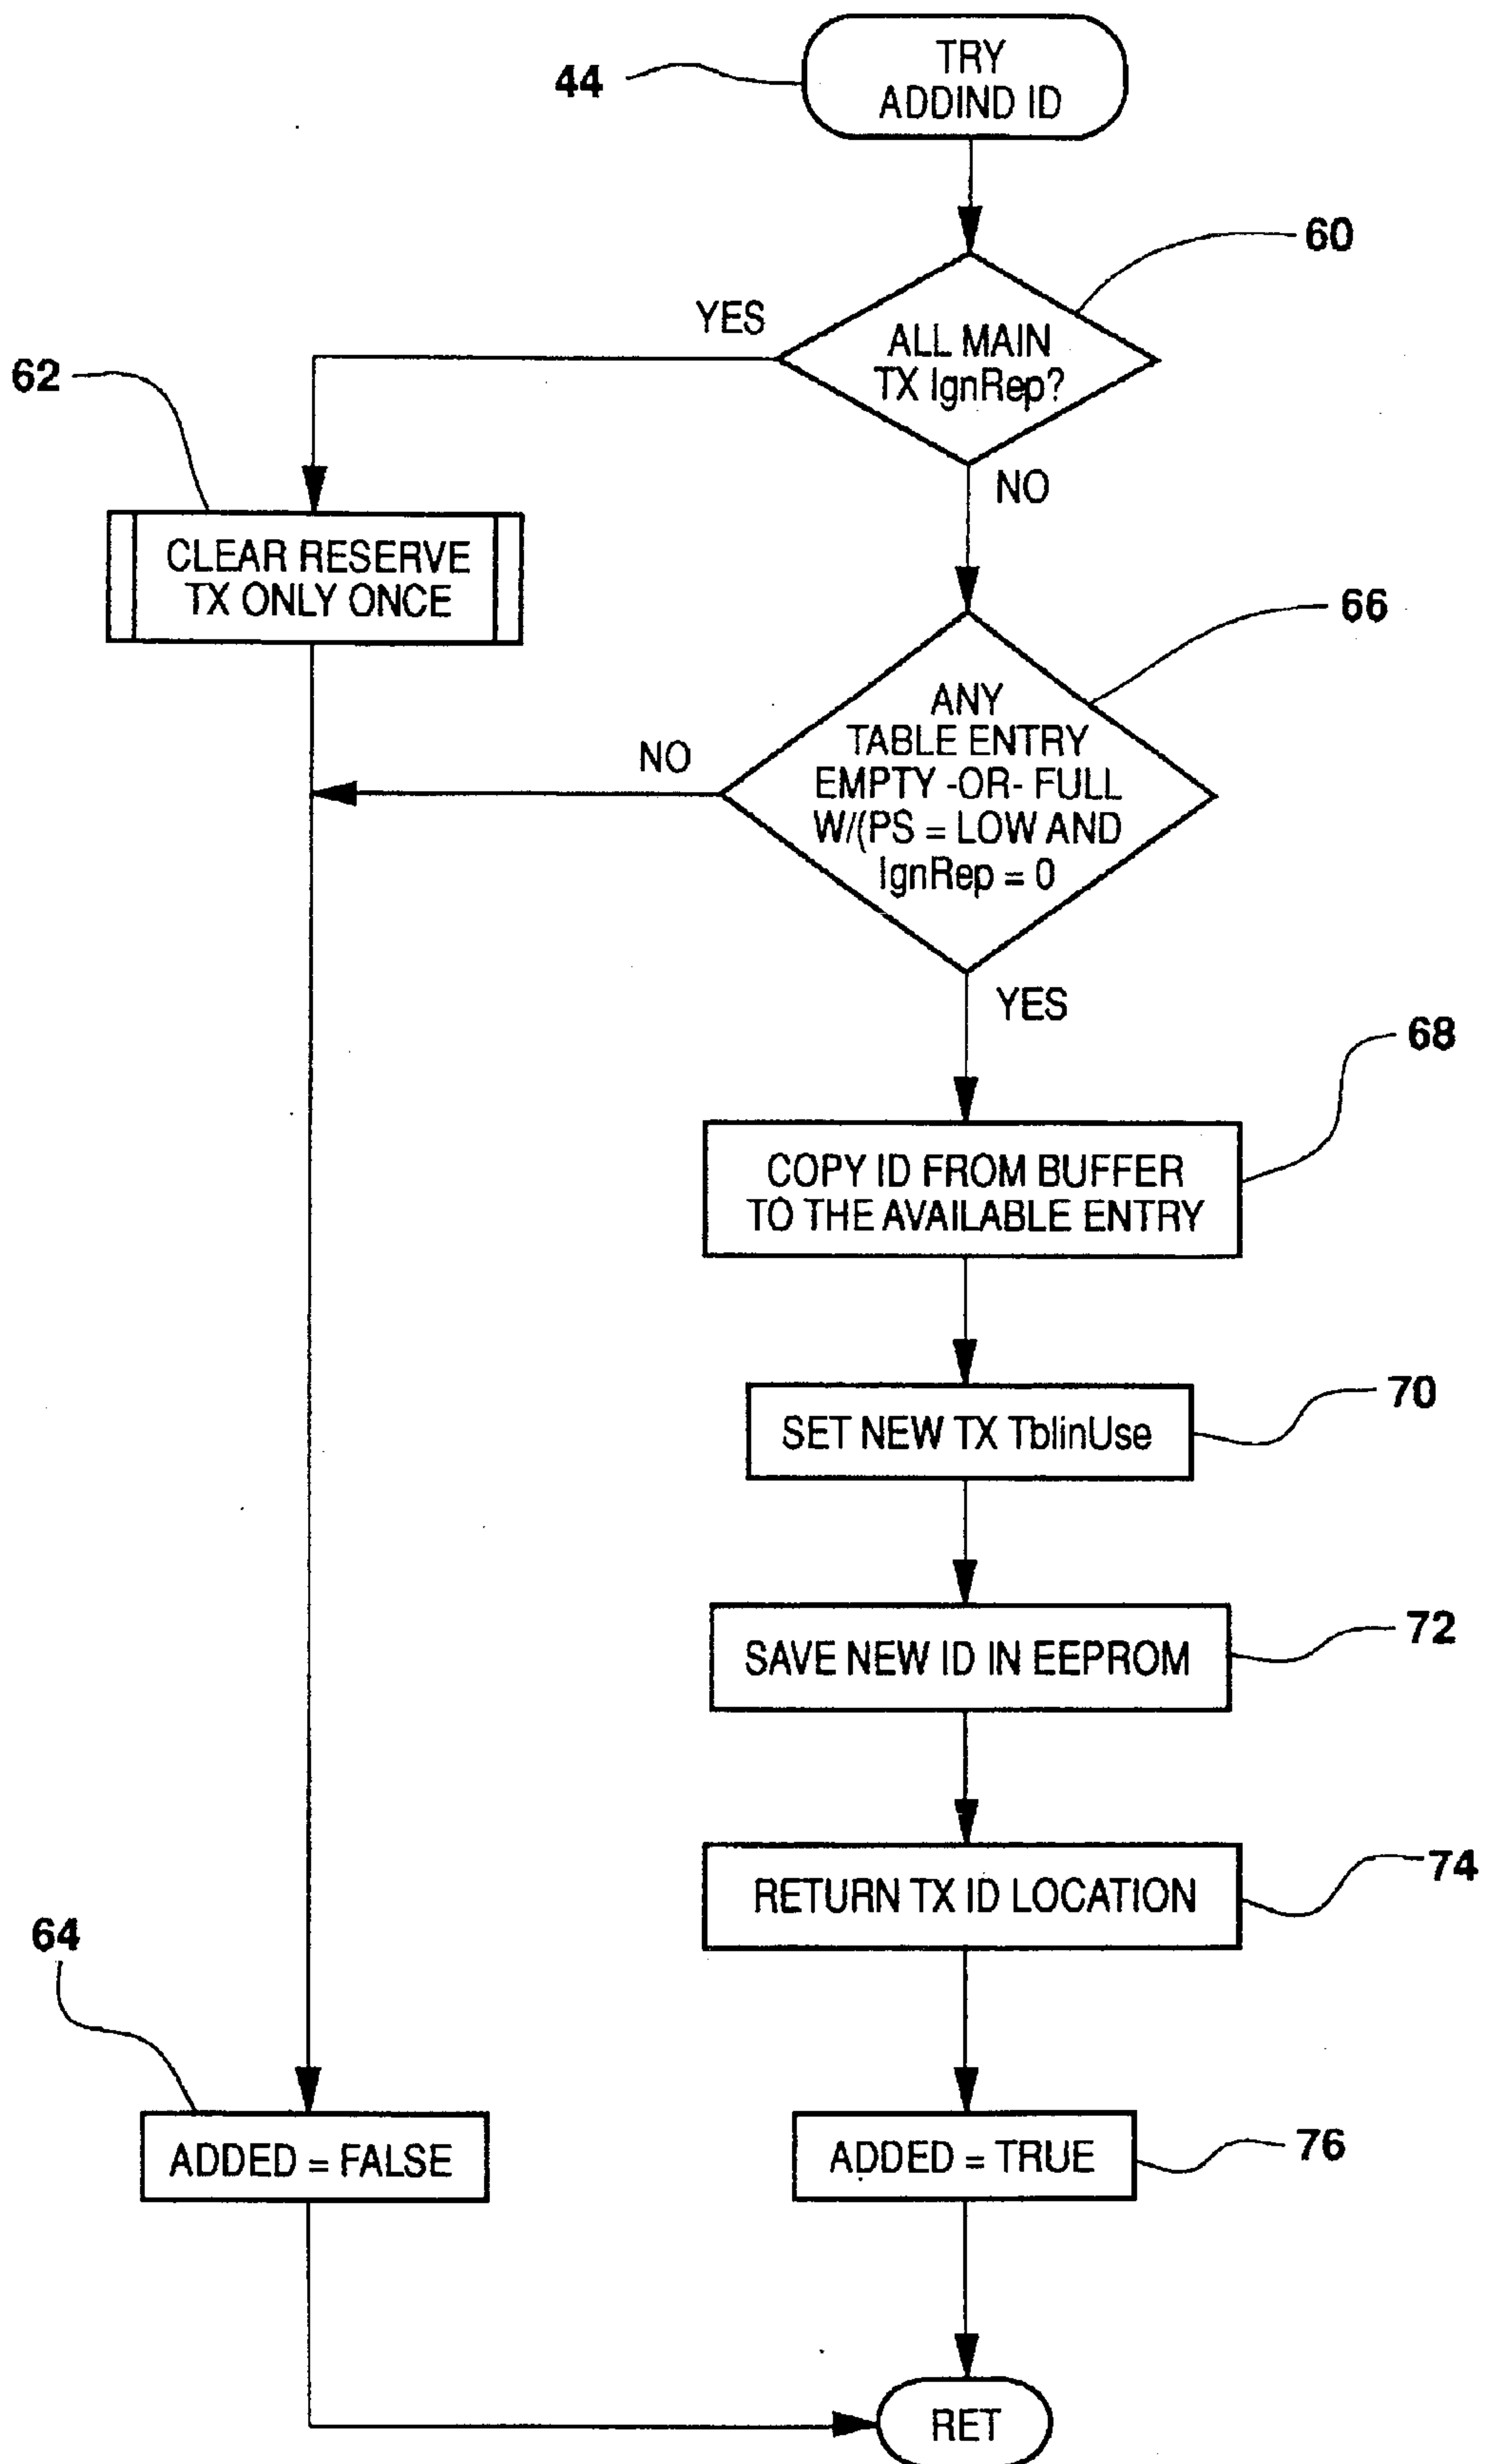 44
TRY
ADDIND ID
60
YES
ALL MAIN
TX IgnRep?
62
NO
CLEAR RESERVE
TX ONLY ONCE
66
NO
ANY
TABLE ENTRY
EMPTY -OR- FULL
W/(PS = LOW AND
IgnRep = 0
YES
68
COPY ID FROM BUFFER
TO THE AVAILABLE ENTRY
70
SET NEW TX TblinUse
72
SAVE NEW ID IN EEPROM
74
RETURN TX ID LOCATION
64
ADDED = FALSE
ADDED = TRUE
76
RET